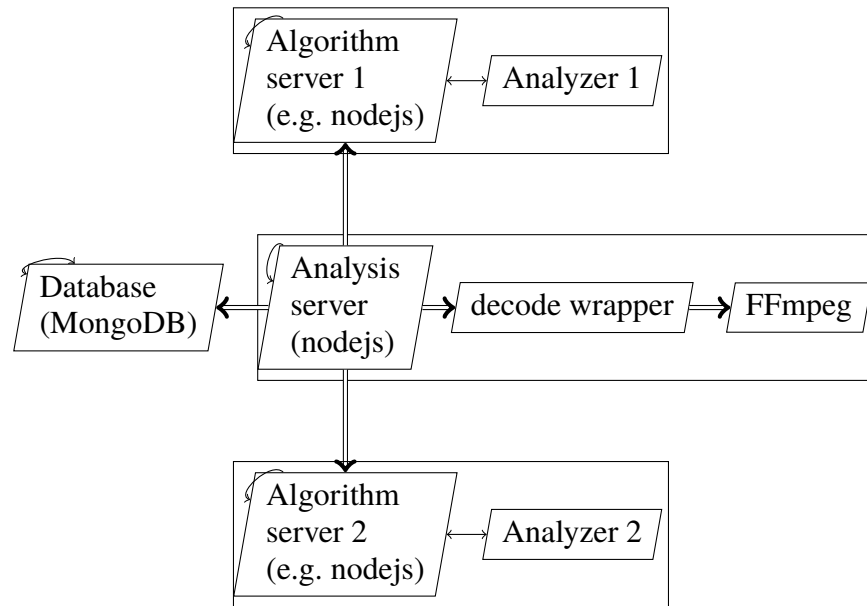 Algorithm
server 1
(e.g. nodejs)
Analyzer 1
Database
(MongoDB)
Analysis
server
(nodejs)
decode wrapper
FFmpeg
Algorithm
server 2
(e.g. nodejs)
Analyzer 2